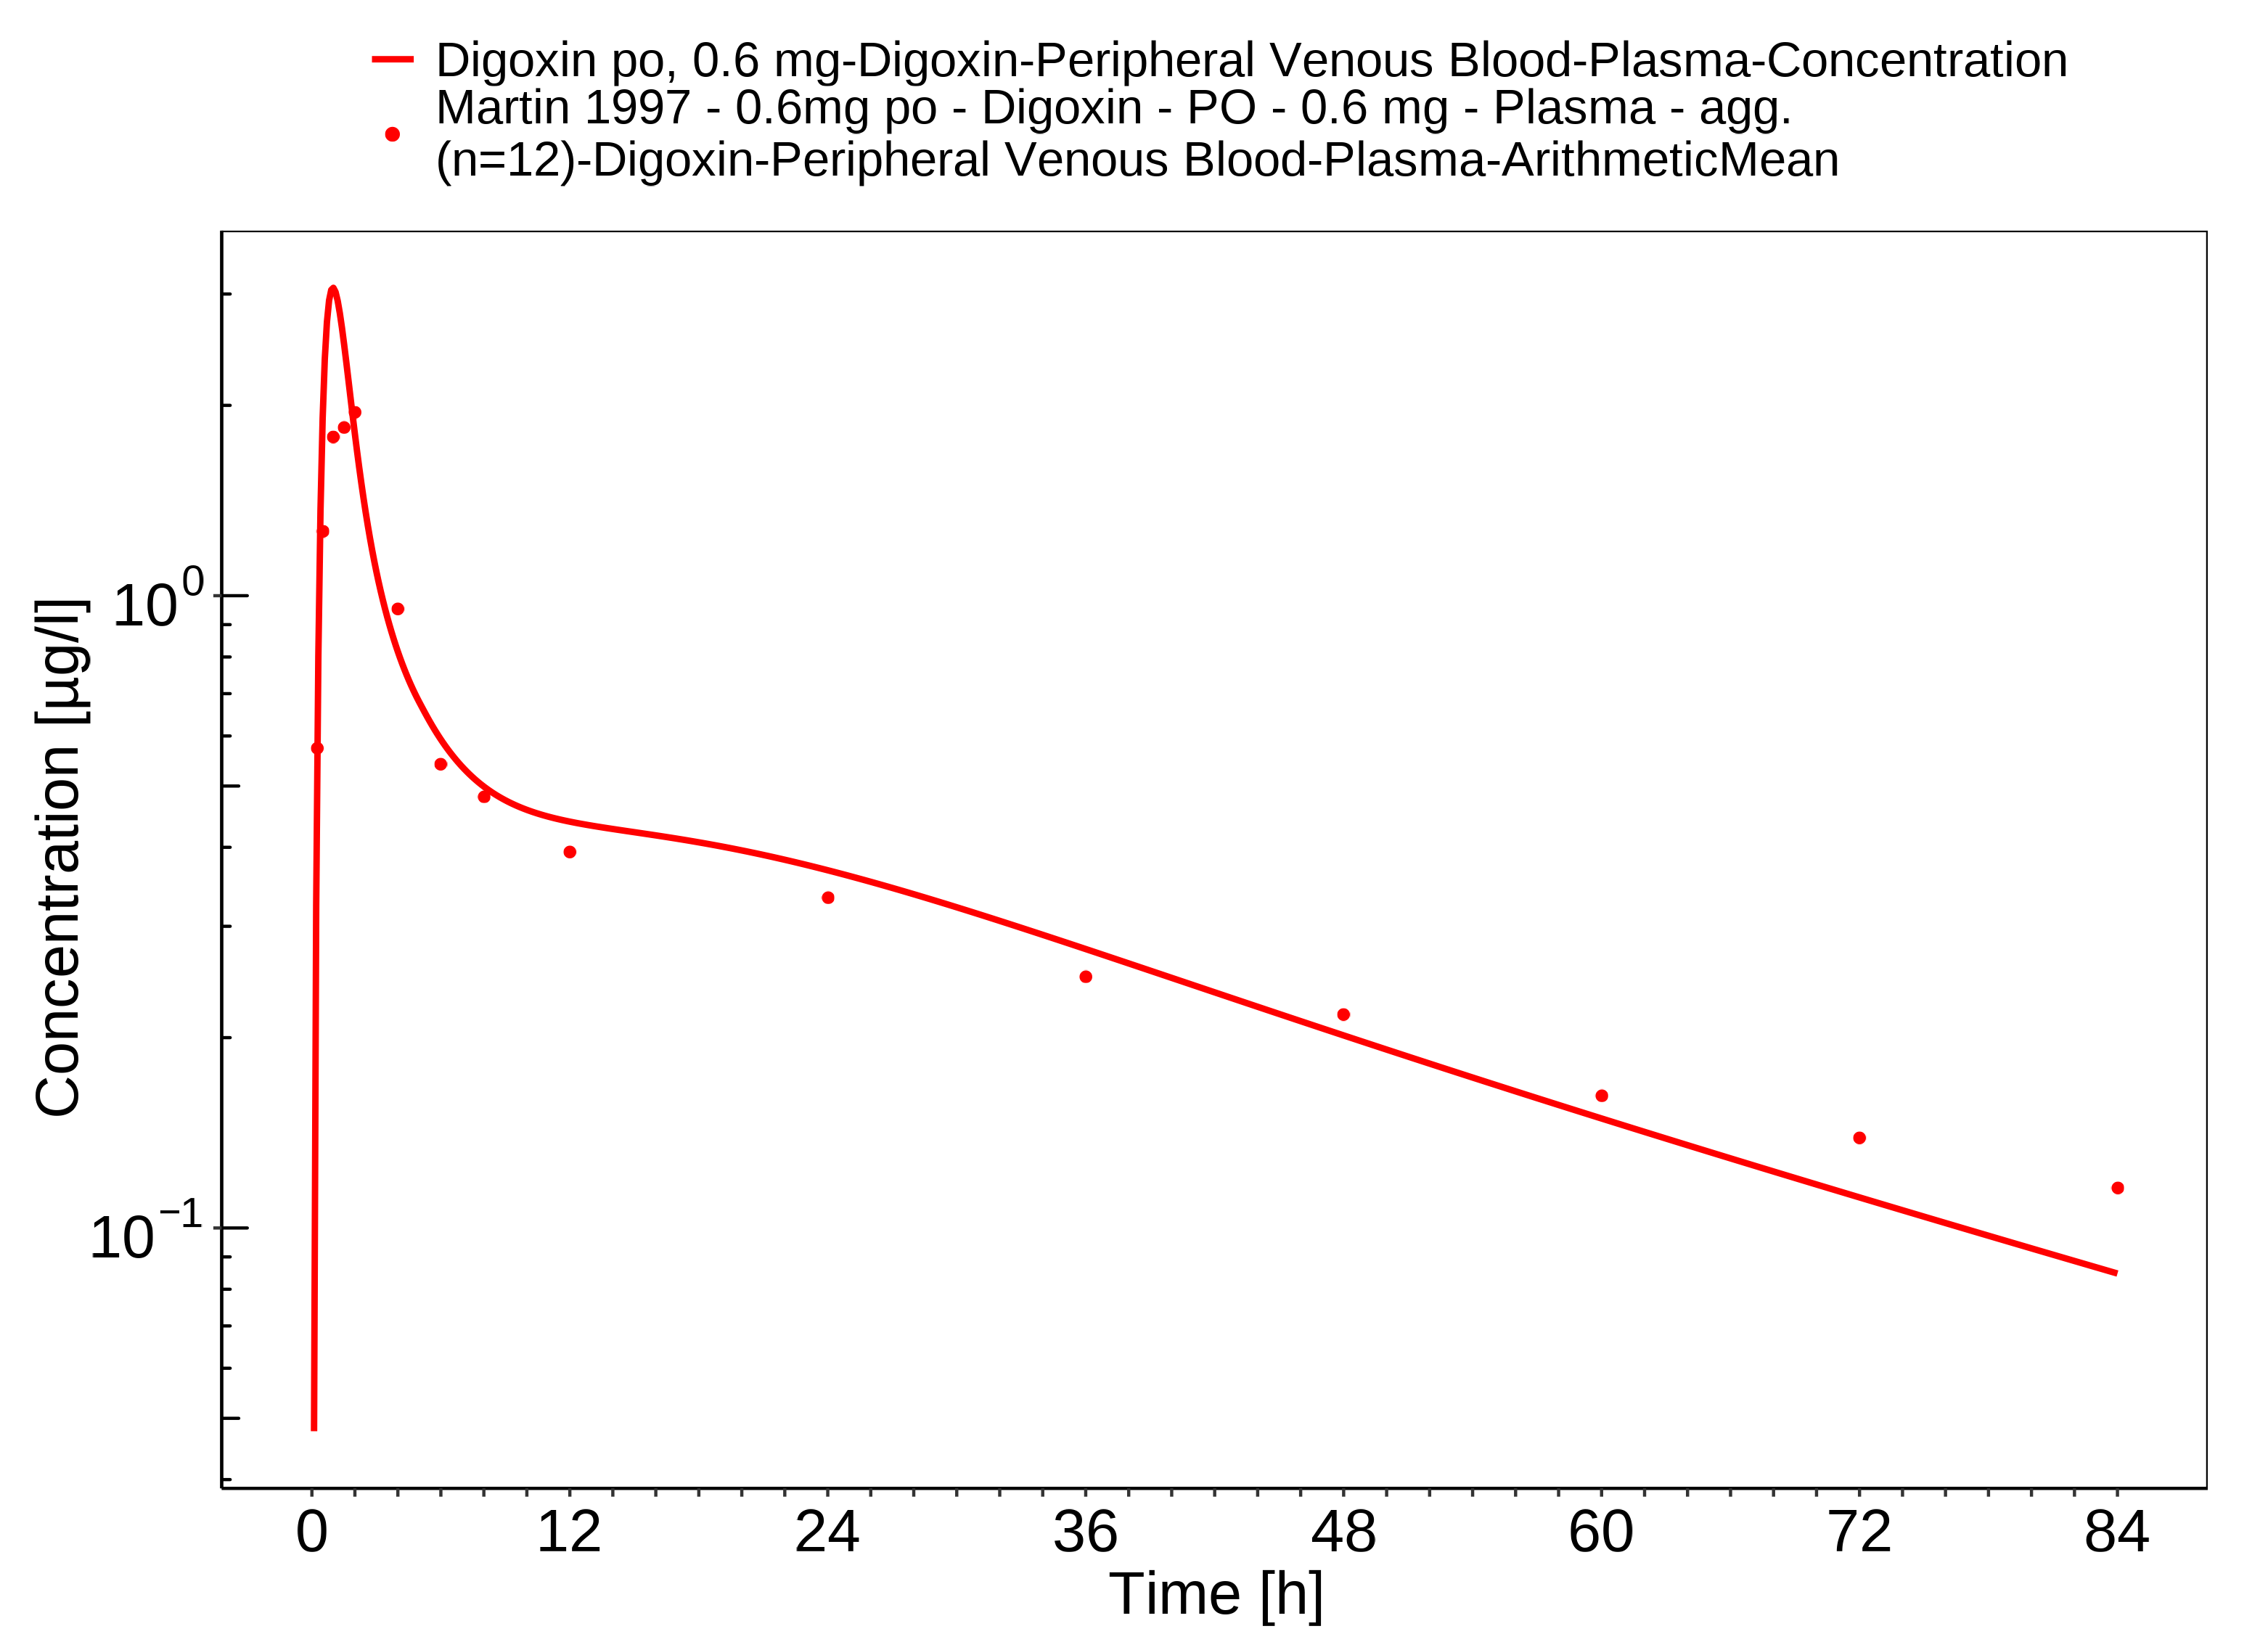 Digoxin po, 0.6 mg-Digoxin-Peripheral Venous Blood-Plasma-Concentration
Martin 1997 - 0.6mg po - Digoxin - PO - 0.6 mg - Plasma - agg.
(n=12)-Digoxin-Peripheral Venous Blood-Plasma-ArithmeticMean
Concentration [µg/l]
10⁰
10⁻¹
0 12 24 36 48 60 72 84
Time [h]